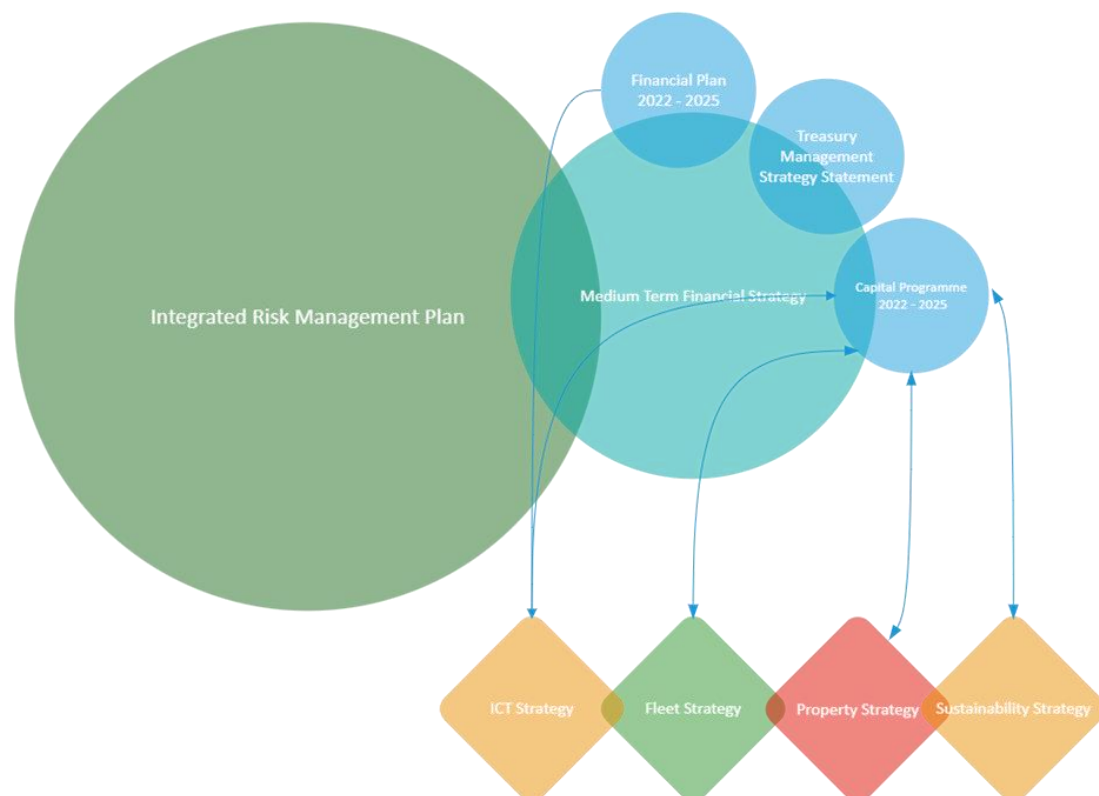 Financial Plan
2022 - 2025
Treasury
Management
Strategy Statement
Integrated Risk Management Plan
Medium Term Financial Strategy
Capital Programme
2022 - 2025
ICT Strategy
Fleet Strategy
Property Strategy
Sustainability Strategy